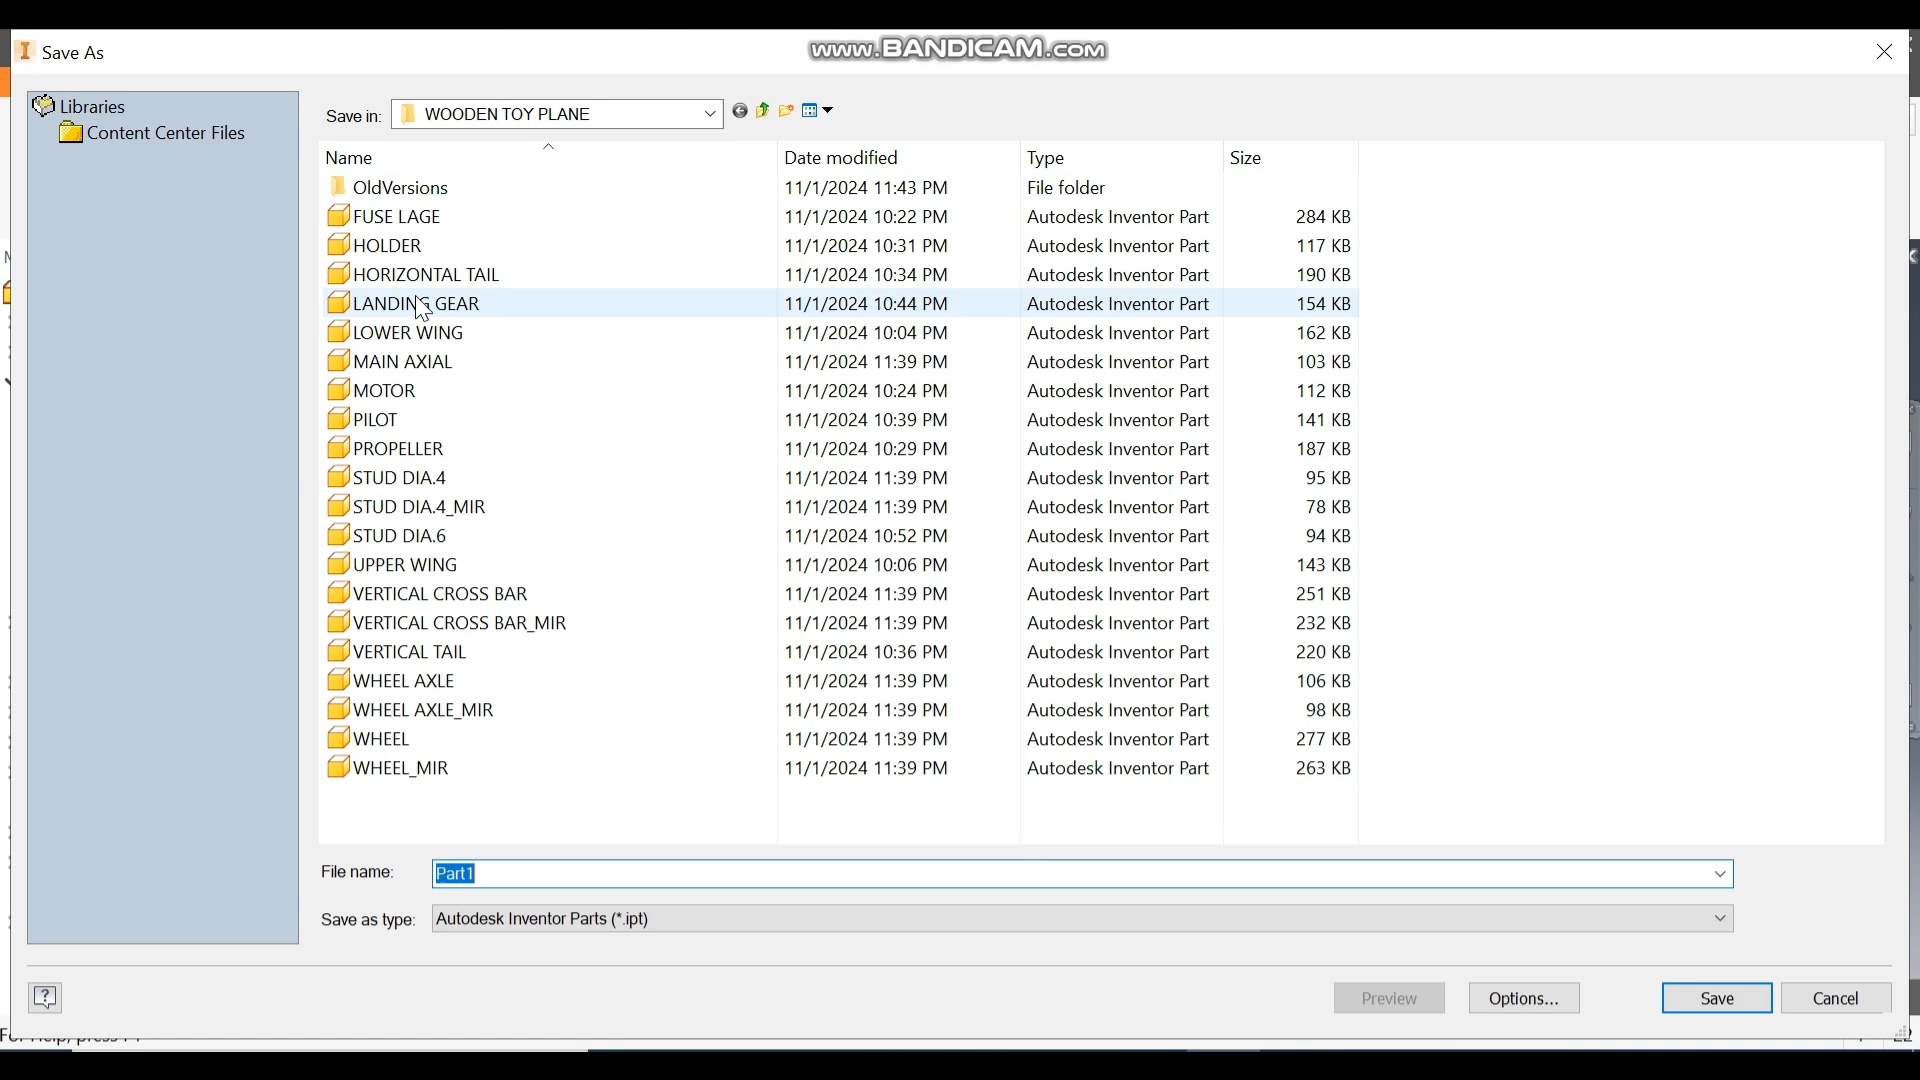 Save As
www.BANDICAM.com
Libraries
Content Center Files
Save in: WOODEN TOY PLANE
Name Date modified Type Size
OldVersions 11/1/2024 11:43 PM File folder
FUSE LAGE 11/1/2024 10:22 PM Autodesk Inventor Part 284 KB
HOLDER 11/1/2024 10:31 PM Autodesk Inventor Part 117 KB
HORIZONTAL TAIL 11/1/2024 10:34 PM Autodesk Inventor Part 190 KB
LANDING GEAR 11/1/2024 10:44 PM Autodesk Inventor Part 154 KB
LOWER WING 11/1/2024 10:04 PM Autodesk Inventor Part 162 KB
MAIN AXIAL 11/1/2024 11:39 PM Autodesk Inventor Part 103 KB
MOTOR 11/1/2024 10:24 PM Autodesk Inventor Part 112 KB
PILOT 11/1/2024 10:39 PM Autodesk Inventor Part 141 KB
PROPELLER 11/1/2024 10:29 PM Autodesk Inventor Part 187 KB
STUD DIA.4 11/1/2024 11:39 PM Autodesk Inventor Part 95 KB
STUD DIA.4_MIR 11/1/2024 11:39 PM Autodesk Inventor Part 78 KB
STUD DIA.6 11/1/2024 10:52 PM Autodesk Inventor Part 94 KB
UPPER WING 11/1/2024 10:06 PM Autodesk Inventor Part 143 KB
VERTICAL CROSS BAR 11/1/2024 11:39 PM Autodesk Inventor Part 251 KB
VERTICAL CROSS BAR_MIR 11/1/2024 11:39 PM Autodesk Inventor Part 232 KB
VERTICAL TAIL 11/1/2024 10:36 PM Autodesk Inventor Part 220 KB
WHEEL AXLE 11/1/2024 11:39 PM Autodesk Inventor Part 106 KB
WHEEL AXLE_MIR 11/1/2024 11:39 PM Autodesk Inventor Part 98 KB
WHEEL 11/1/2024 11:39 PM Autodesk Inventor Part 277 KB
WHEEL_MIR 11/1/2024 11:39 PM Autodesk Inventor Part 263 KB
File name: Part1
Save as type: Autodesk Inventor Parts (*.ipt)
? Preview Options... Save Cancel